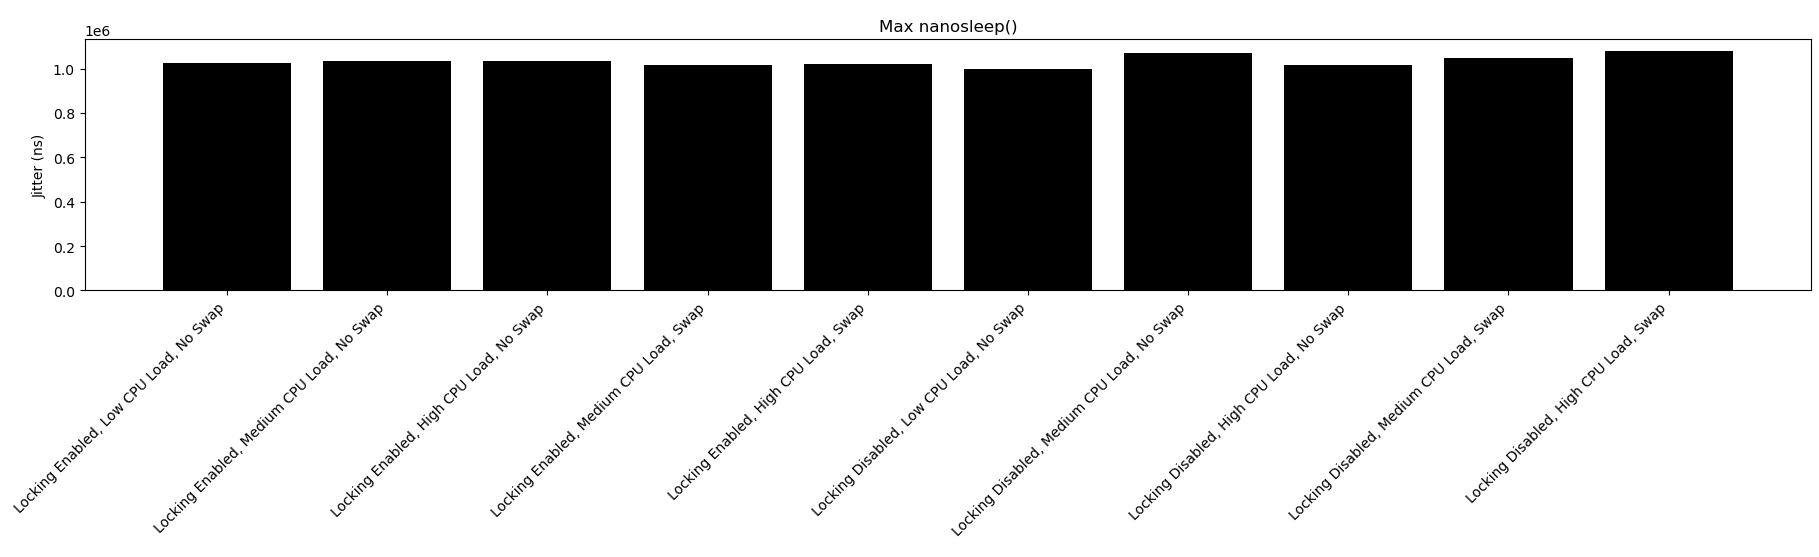 Max nanosleep()
1e6
Jitter (ns)
1.0
0.8
0.6
0.4
0.2
0.0
Locking Enabled, Low CPU Load, No Swap
Locking Enabled, Medium CPU Load, No Swap
Locking Enabled, High CPU Load, No Swap
Locking Enabled, Medium CPU Load, Swap
Locking Enabled, High CPU Load, Swap
Locking Disabled, Low CPU Load, No Swap
Locking Disabled, Medium CPU Load, No Swap
Locking Disabled, High CPU Load, No Swap
Locking Disabled, Medium CPU Load, Swap
Locking Disabled, High CPU Load, Swap